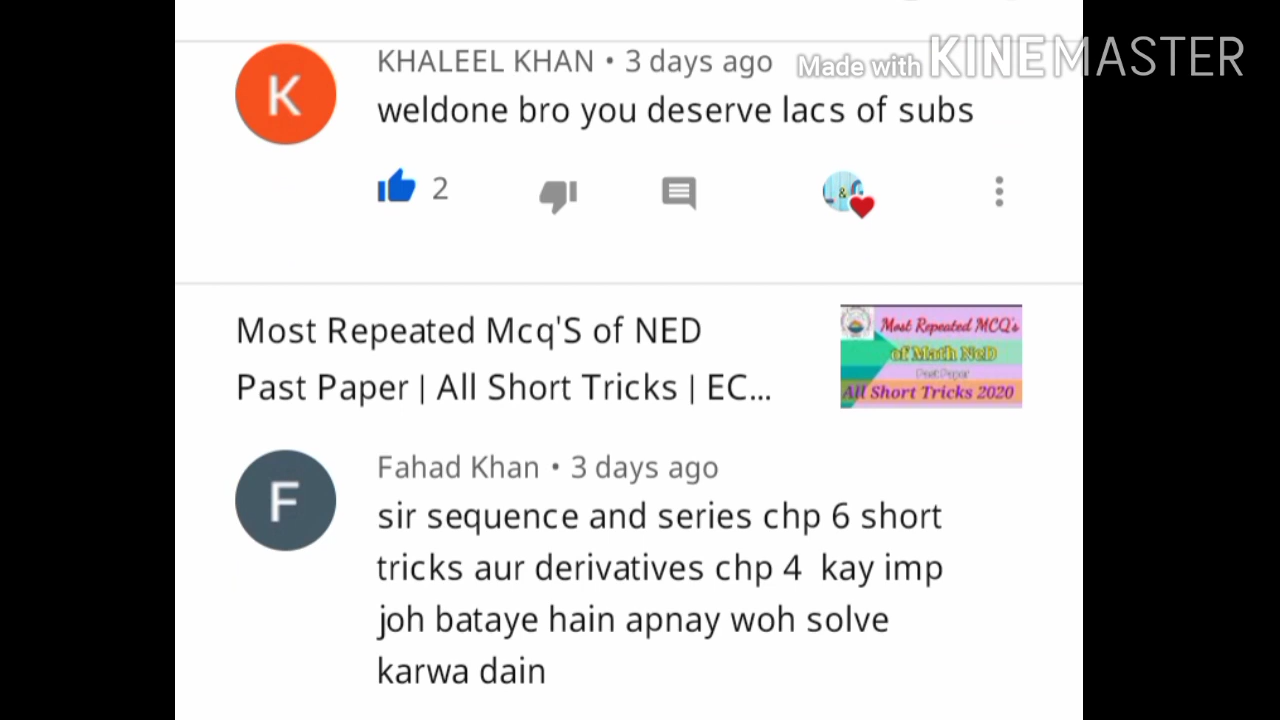 Made with KINEMASTER
K
KHALEEL KHAN • 3 days ago
weldone bro you deserve lacs of subs
2
&
Most Repeated Mcq'S of NED
Past Paper | All Short Tricks | EC...
Most Repeated MCQ's
of Math NeD
Past Paper
All Short Tricks 2020
F
Fahad Khan • 3 days ago
sir sequence and series chp 6 short
tricks aur derivatives chp 4 kay imp
joh bataye hain apnay woh solve
karwa dain